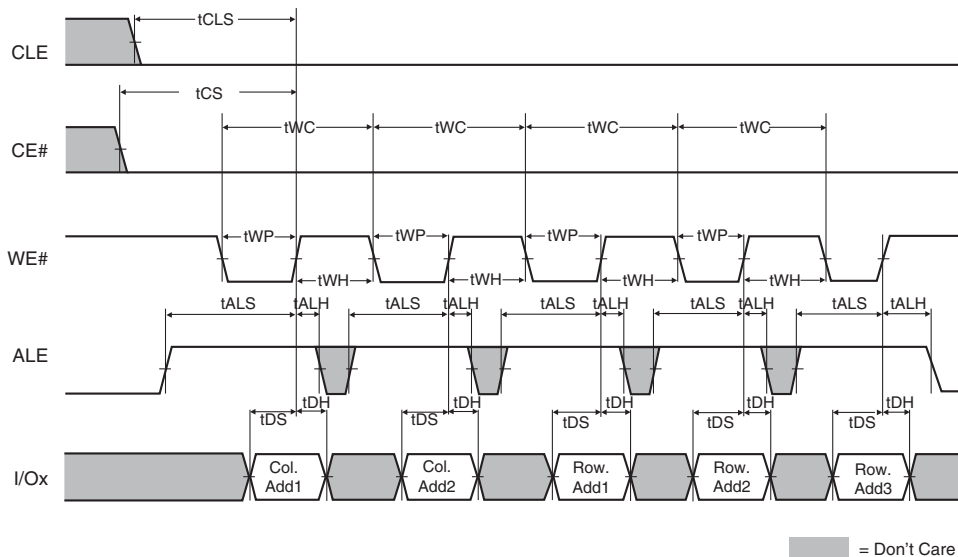 tCLS
CLE
tCS
tWC tWC tWC tWC
CE#
tWP tWP tWP tWP
WE#
tWH tWH tWH tWH
tALS tALH tALS tALH tALS tALH tALS tALH tALS tALH
ALE
tDH tDH tDH tDH tDH
tDS tDS tDS tDS tDS
I/Ox
Col. Add1
Col. Add2
Row. Add1
Row. Add2
Row. Add3
= Don't Care